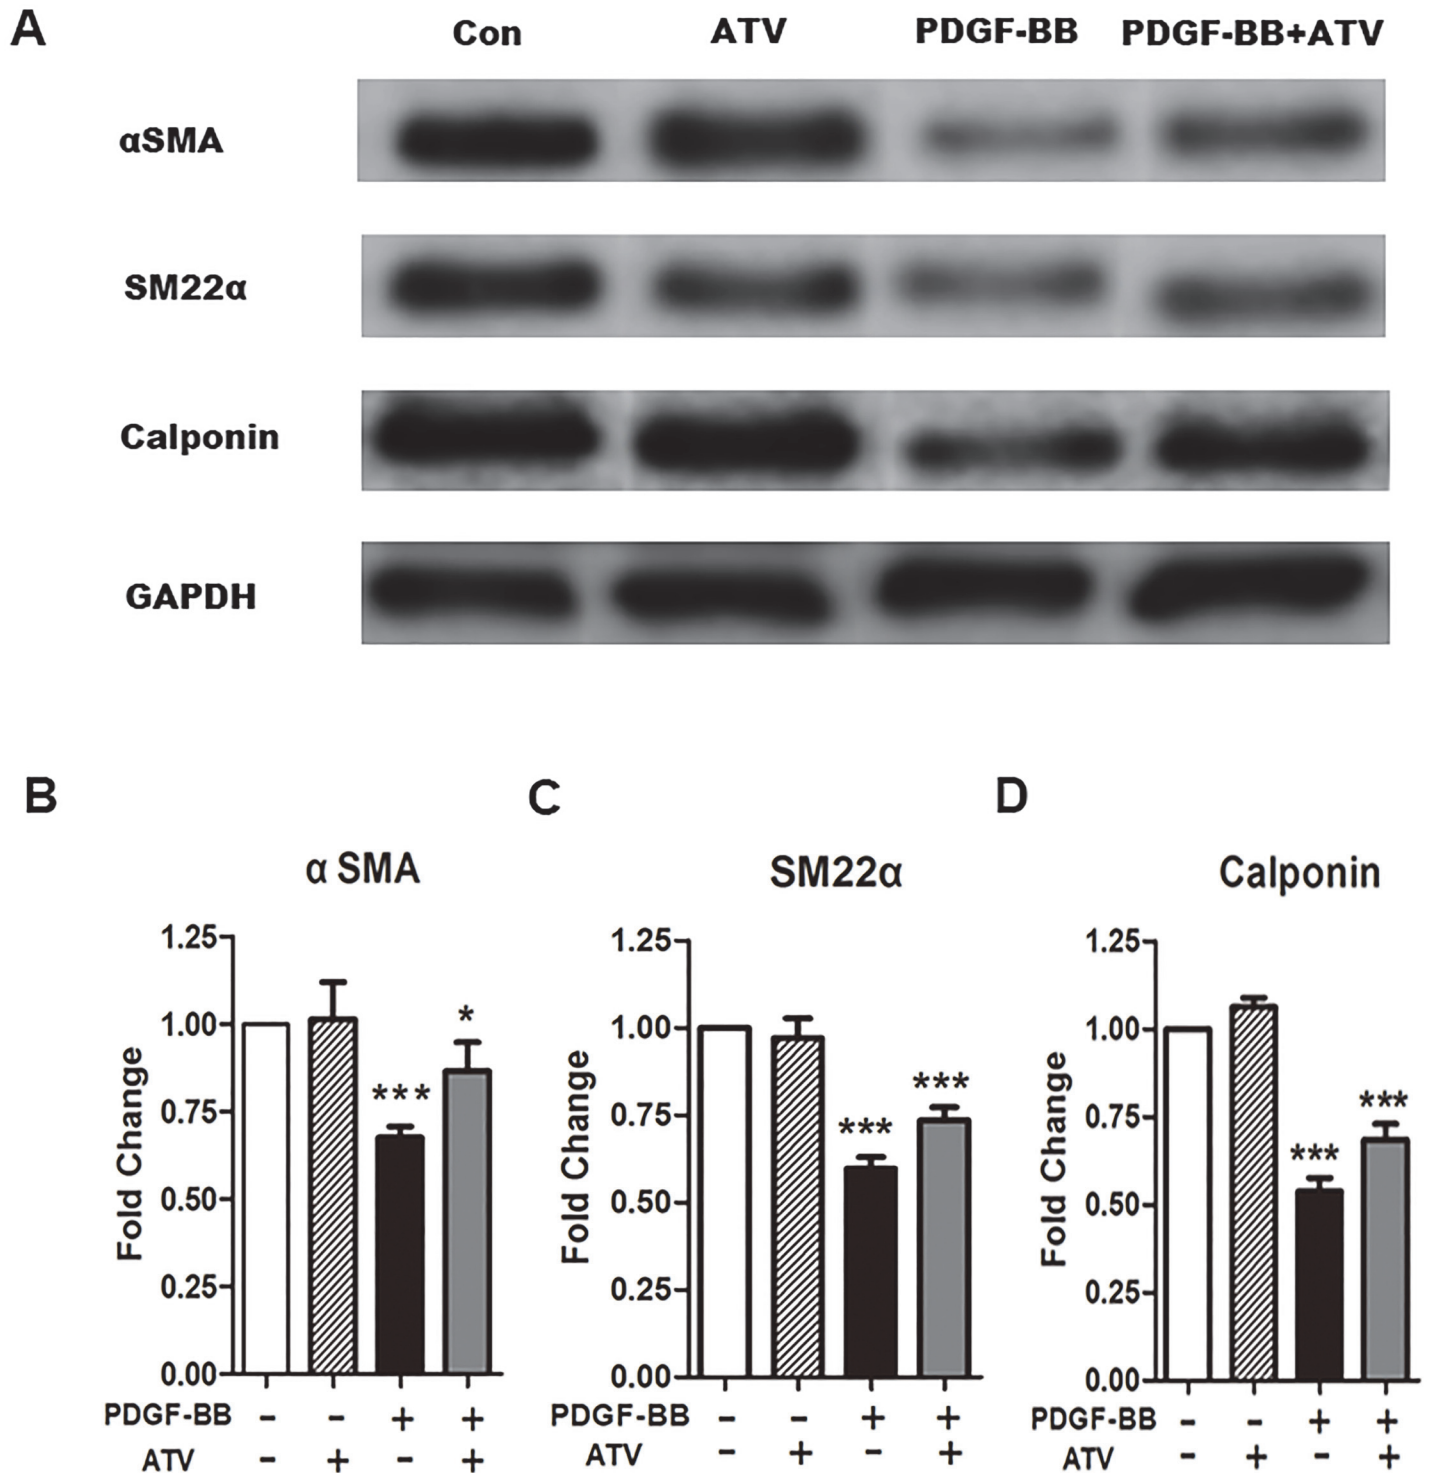 A
Con ATV PDGF-BB PDGF-BB+ATV
αSMA
SM22α
Calponin
GAPDH
B
α SMA
1.25
1.00
0.75
0.50
0.25
0.00
Fold Change
* 
***
PDGF-BB - - + +
ATV - + - +
C
SM22α
1.25
1.00
0.75
0.50
0.25
0.00
Fold Change
***
***
PDGF-BB - - + +
ATV - + - +
D
Calponin
1.25
1.00
0.75
0.50
0.25
0.00
Fold Change
***
***
PDGF-BB - - + +
ATV - + - +